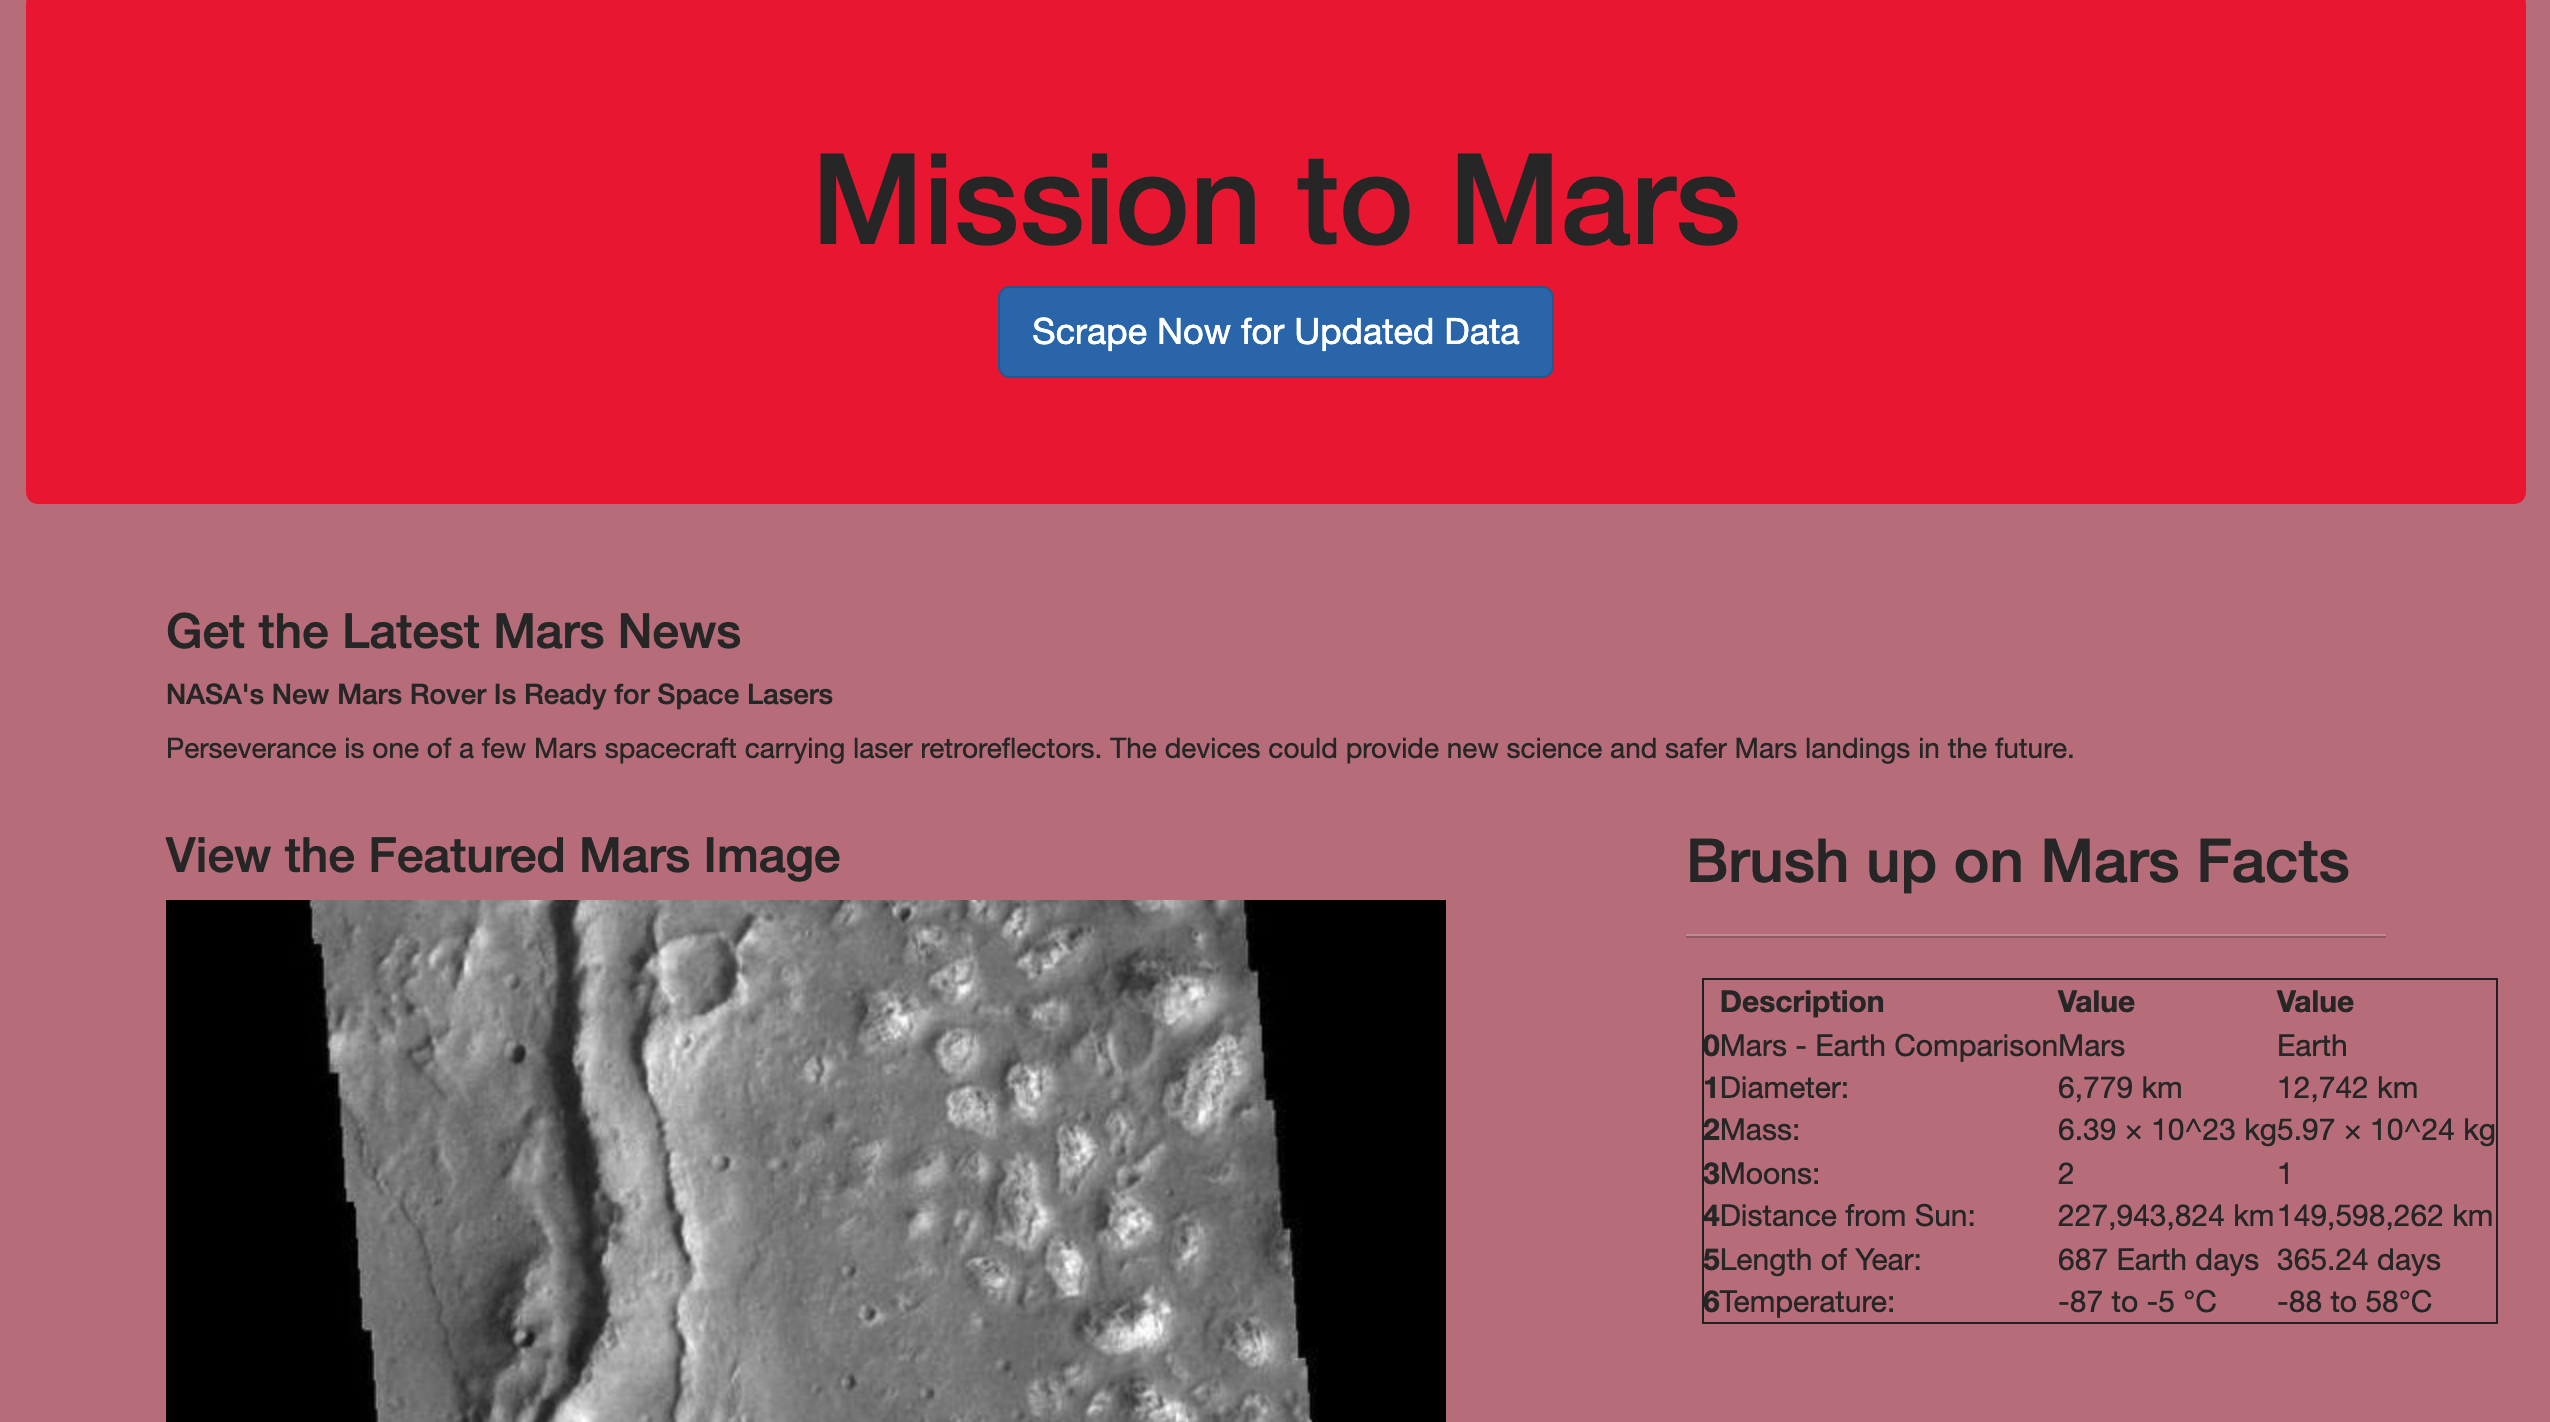 Mission to Mars
Scrape Now for Updated Data
Get the Latest Mars News
NASA's New Mars Rover Is Ready for Space Lasers
Perseverance is one of a few Mars spacecraft carrying laser retroreflectors. The devices could provide new science and safer Mars landings in the future.
View the Featured Mars Image
Brush up on Mars Facts
Description Value Value
0 Mars - Earth Comparison Mars Earth
1 Diameter: 6,779 km 12,742 km
2 Mass: 6.39 × 10^23 kg 5.97 × 10^24 kg
3 Moons: 2 1
4 Distance from Sun: 227,943,824 km 149,598,262 km
5 Length of Year: 687 Earth days 365.24 days
6 Temperature: -87 to -5 °C -88 to 58°C